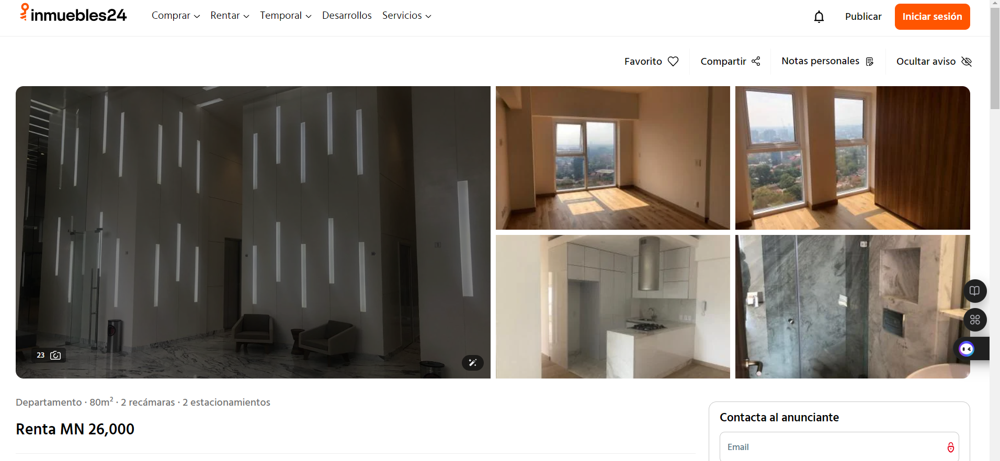 inmuebles24
Comprar
Rentar
Temporal
Desarrollos
Servicios
Publicar
Iniciar sesión
Favorito
Compartir
Notas personales
Ocultar aviso
23
Departamento · 80m² · 2 recámaras · 2 estacionamientos
Renta MN 26,000
Contacta al anunciante
Email